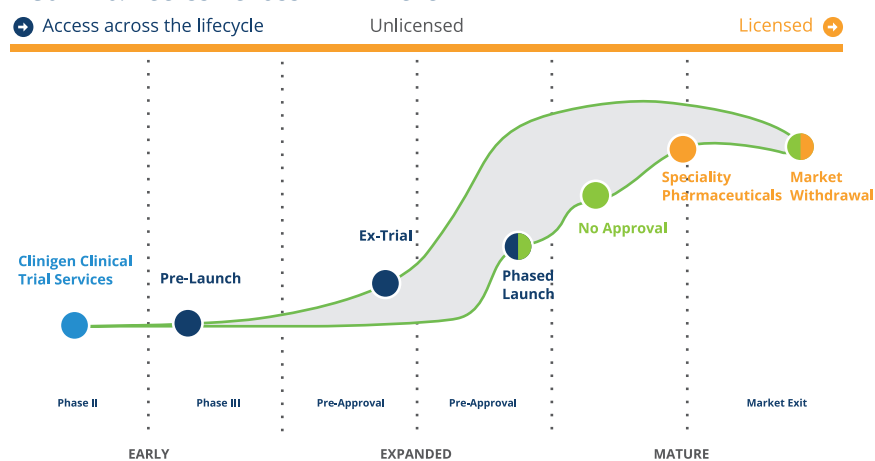 Access across the lifecycle
Unlicensed
Licensed
Clinigen Clinical
Trial Services
Pre-Launch
Ex-Trial
Phased
Launch
No Approval
Speciality
Pharmaceuticals
Market
Withdrawal
Phase II
Phase III
Pre-Approval
Pre-Approval
Market Exit
EARLY
EXPANDED
MATURE